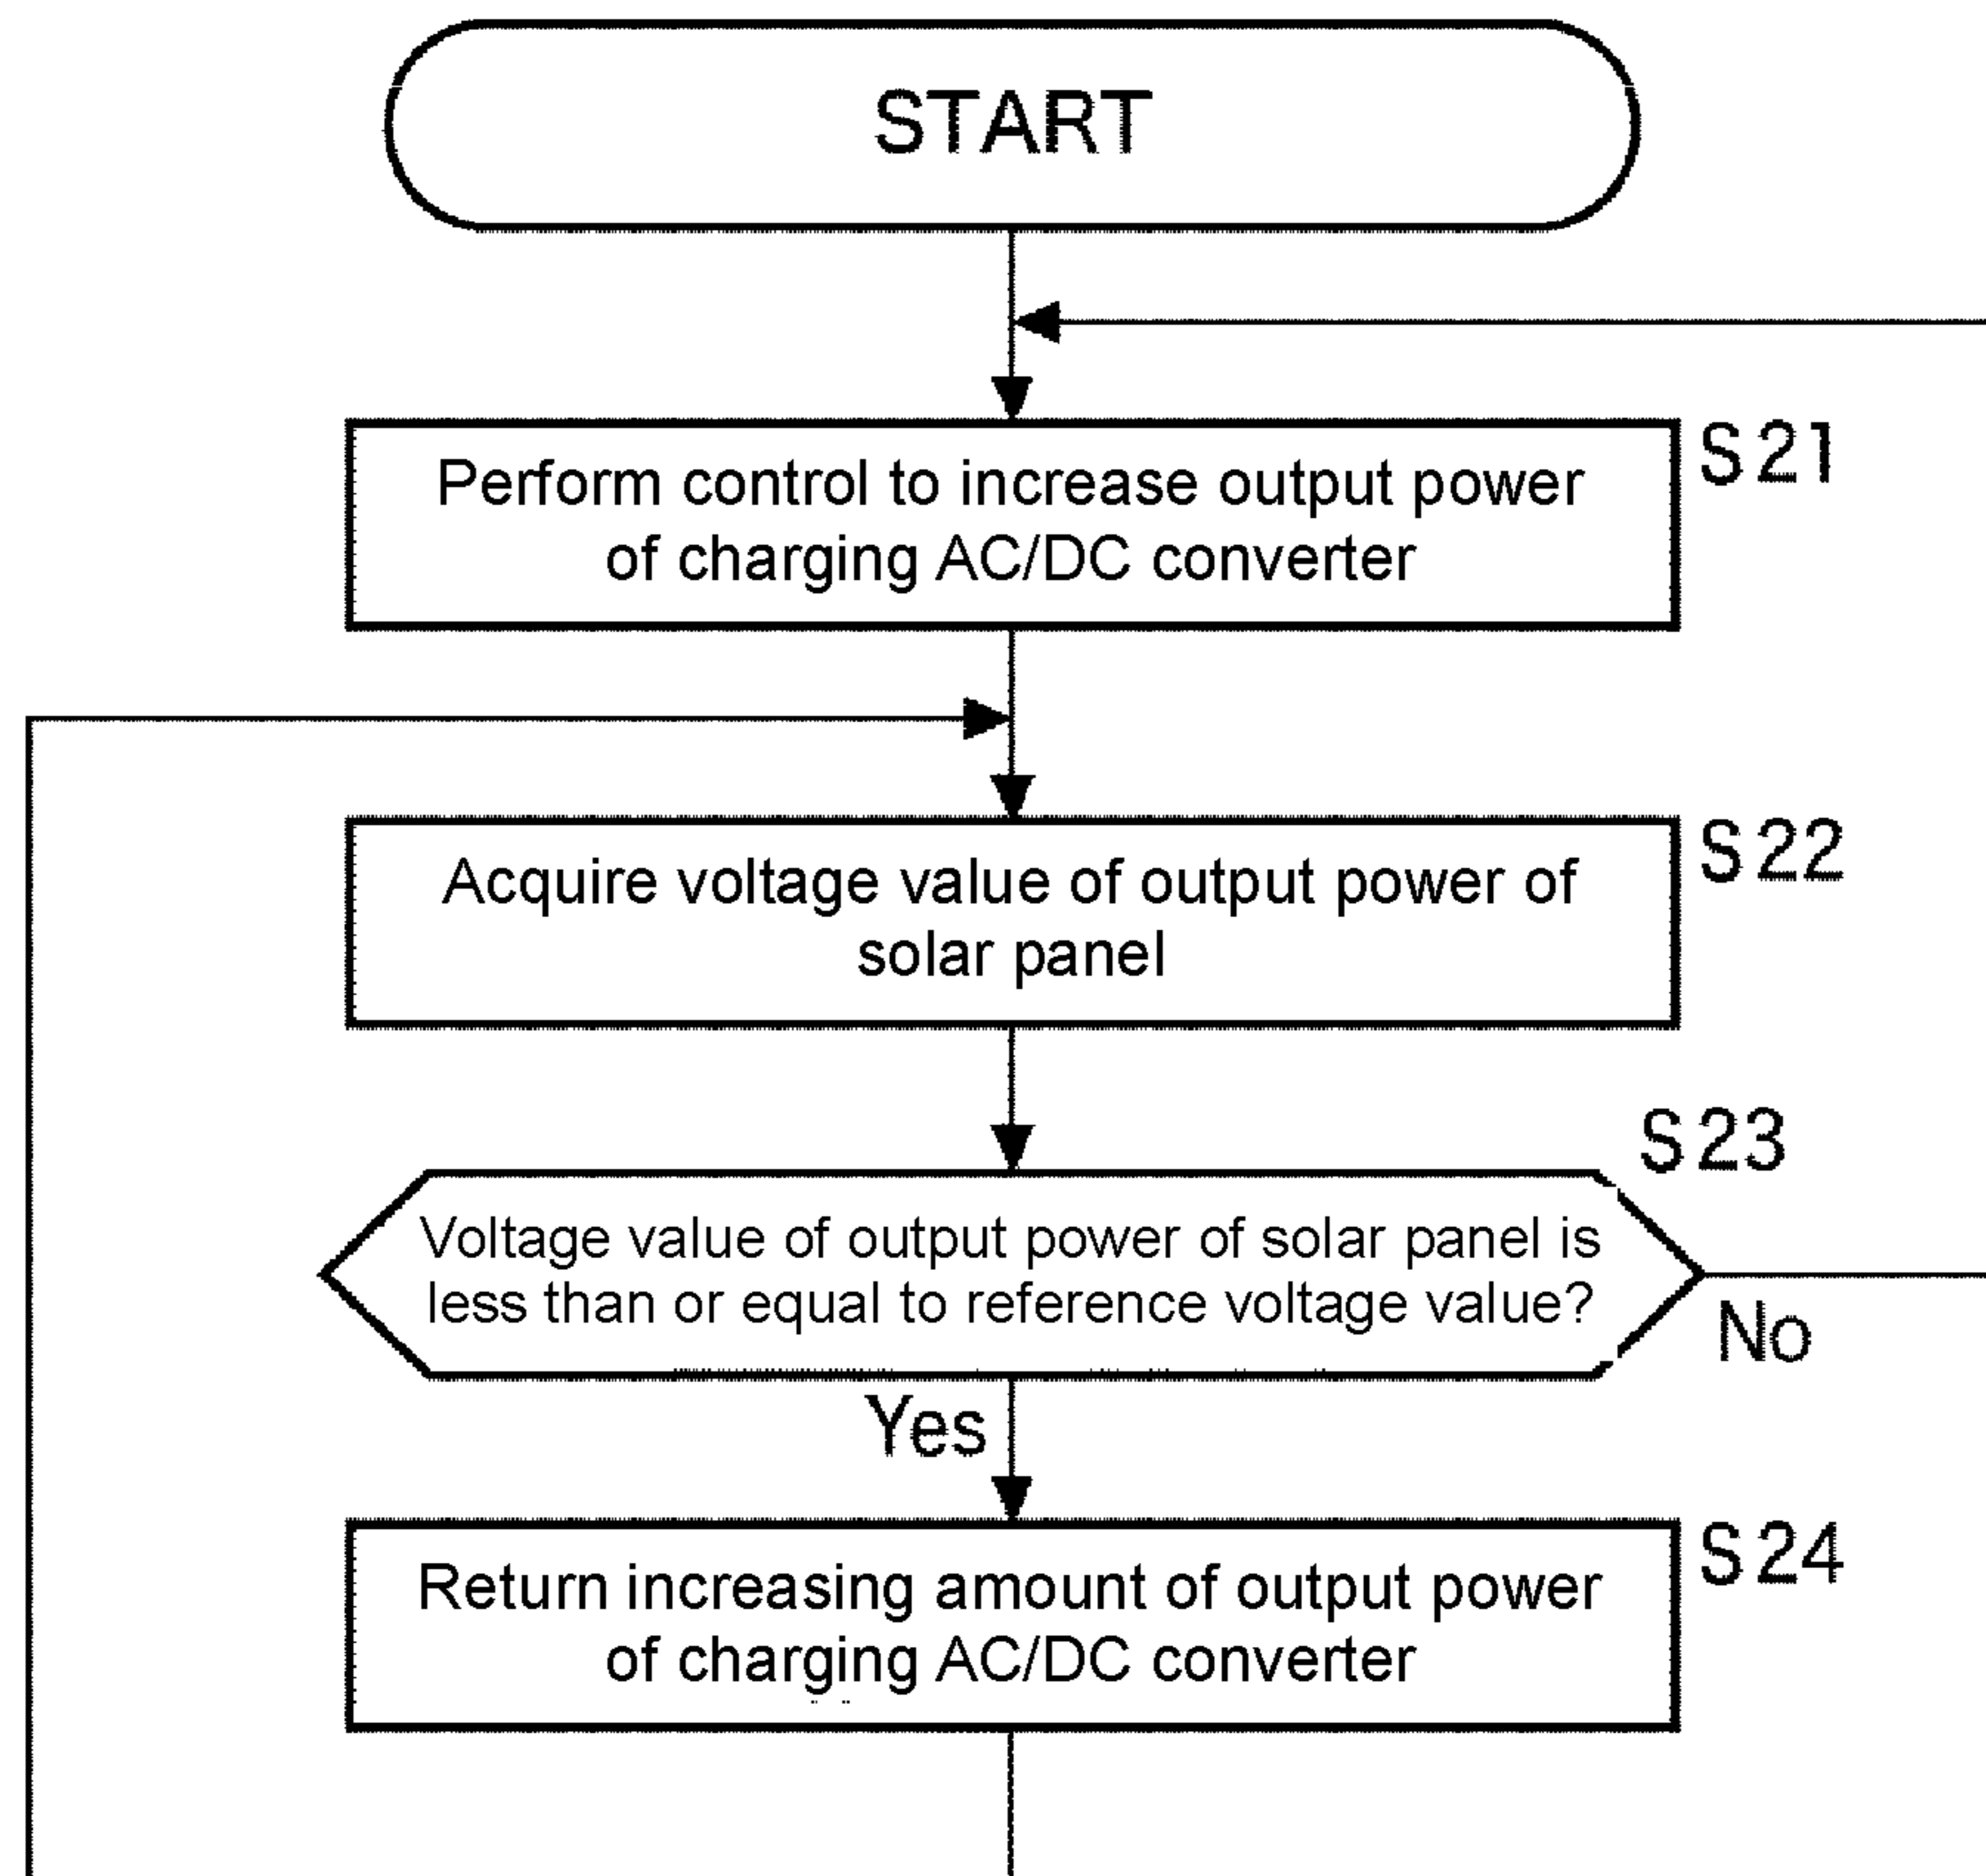 START
S21
Perform control to increase output power
of charging AC/DC converter
S22
Acquire voltage value of output power of
solar panel
S23
Voltage value of output power of solar panel is
less than or equal to reference voltage value?
No
Yes
S24
Return increasing amount of output power
of charging AC/DC converter